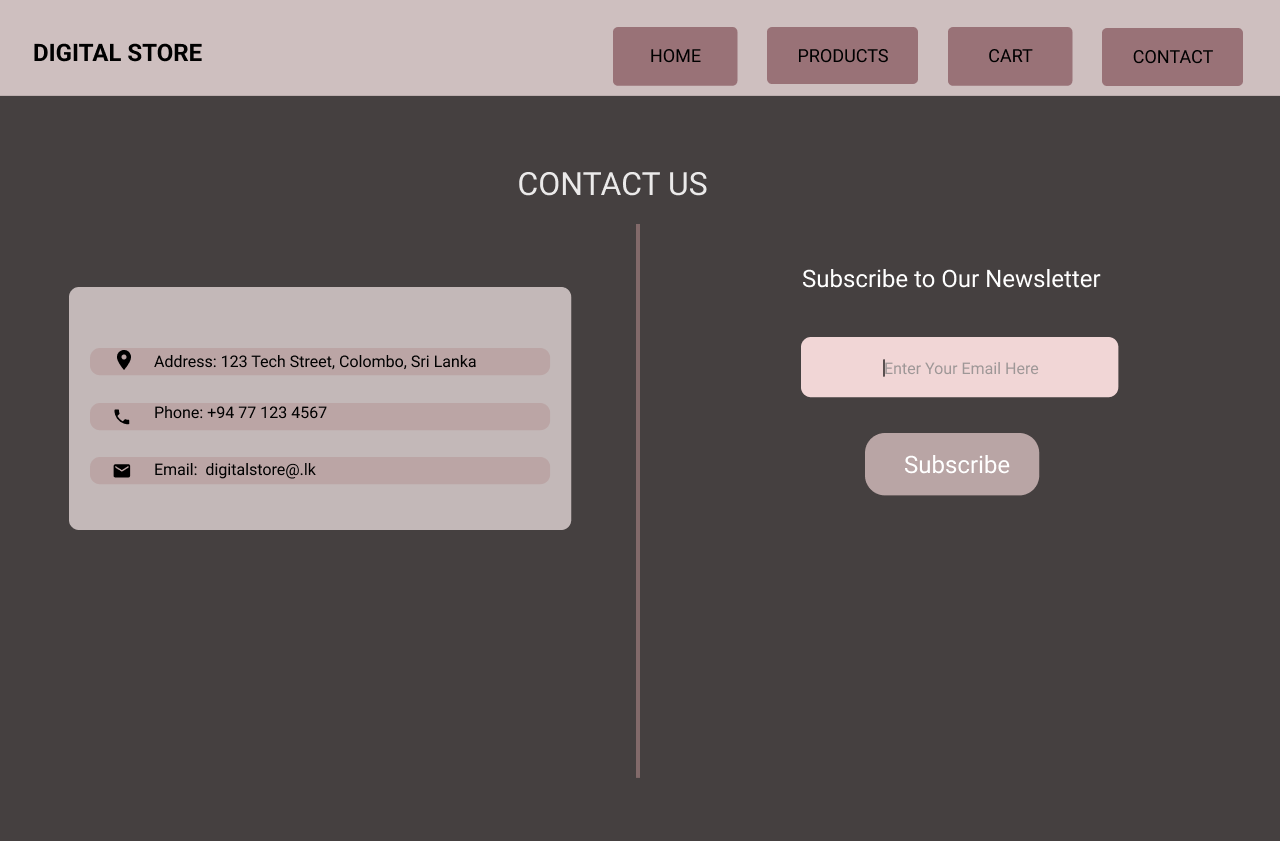 DIGITAL STORE
HOME
PRODUCTS
CART
CONTACT
CONTACT US
Address: 123 Tech Street, Colombo, Sri Lanka
Phone: +94 77 123 4567
Email:  digitalstore@.lk
Subscribe to Our Newsletter
Enter Your Email Here
Subscribe